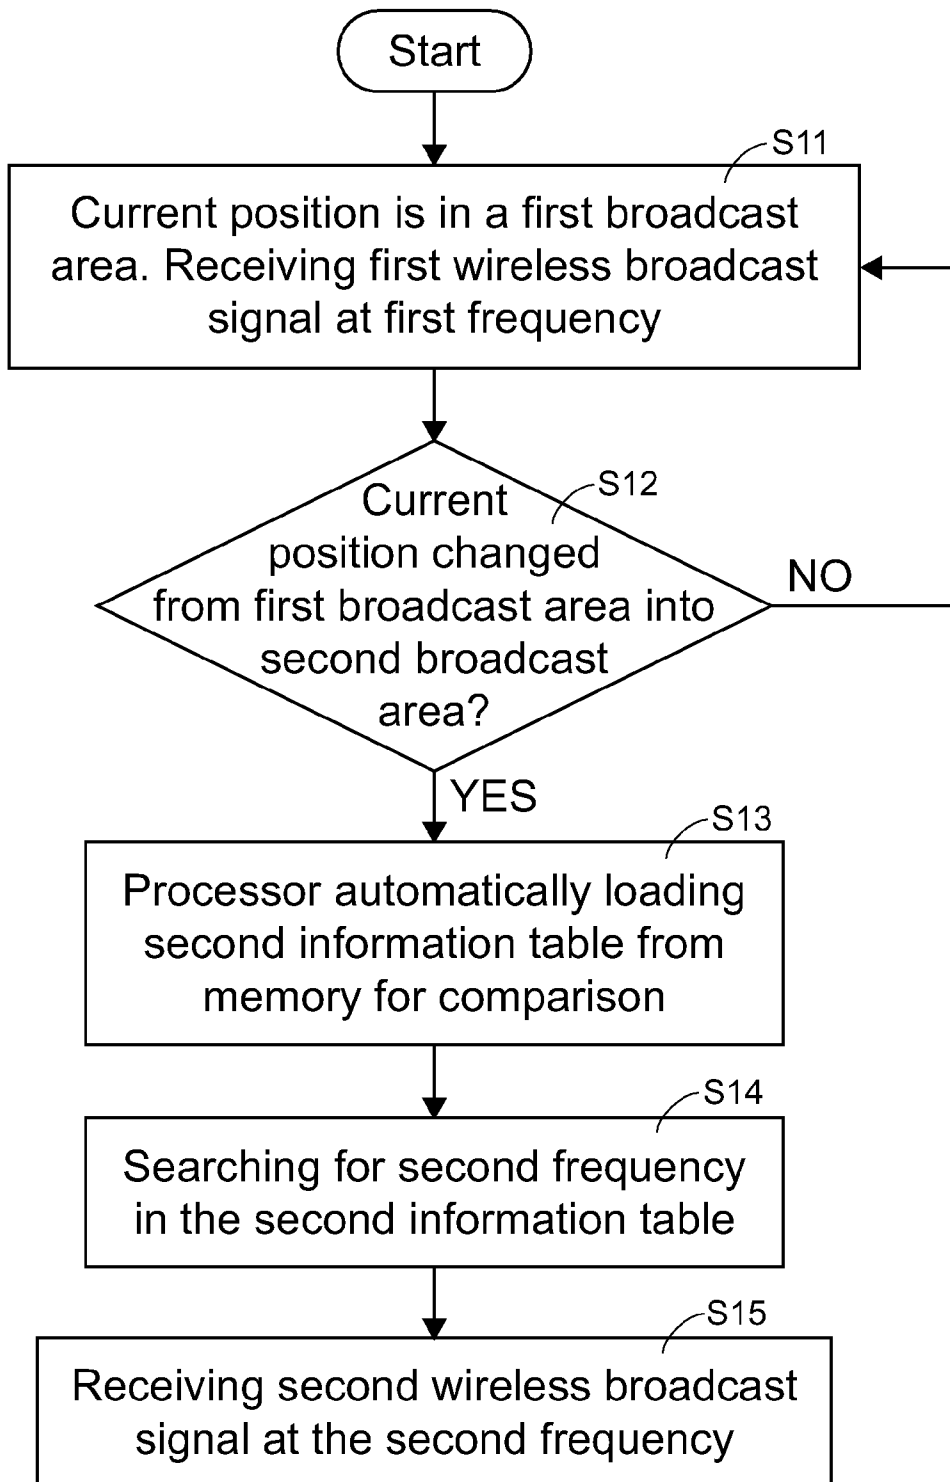 Start
S11
Current position is in a first broadcast
area. Receiving first wireless broadcast
signal at first frequency
S12
Current
position changed
from first broadcast area into
second broadcast
area?
NO
YES
S13
Processor automatically loading
second information table from
memory for comparison
S14
Searching for second frequency
in the second information table
S15
Receiving second wireless broadcast
signal at the second frequency